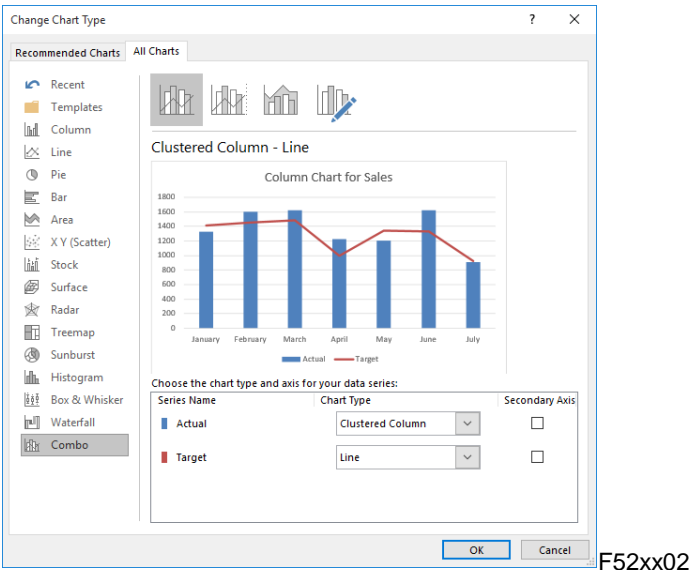 Change Chart Type
?
Recommended Charts
All Charts
Recent
Templates
Column
Line
Pie
Bar
Area
X Y (Scatter)
Stock
Surface
Radar
Treemap
Sunburst
Histogram
Box & Whisker
Waterfall
Combo
Clustered Column - Line
Column Chart for Sales
1800
1600
1400
1200
1000
800
600
400
200
0
January February March April May June July
Actual Target
Choose the chart type and axis for your data series:
Series Name Chart Type Secondary Axis
Actual Clustered Column
Target Line
OK Cancel
F52xx02